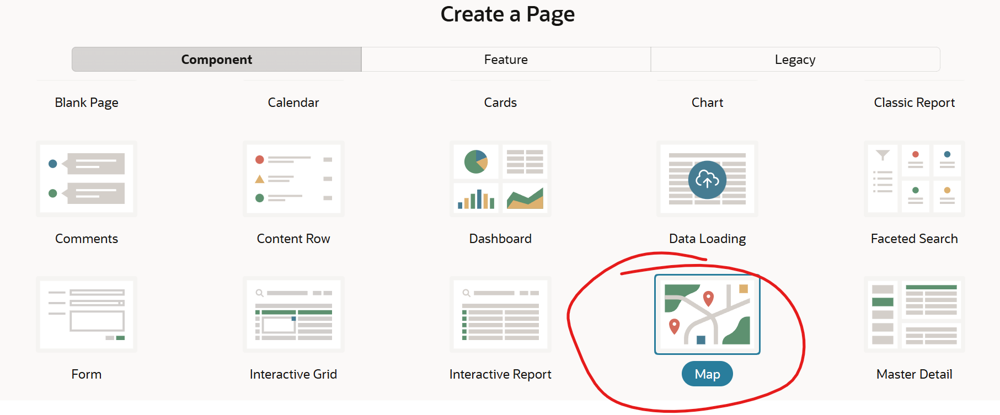 Create a Page
Component Feature Legacy
Blank Page Calendar Cards Chart Classic Report
Comments Content Row Dashboard Data Loading Faceted Search
Form Interactive Grid Interactive Report Map Master Detail